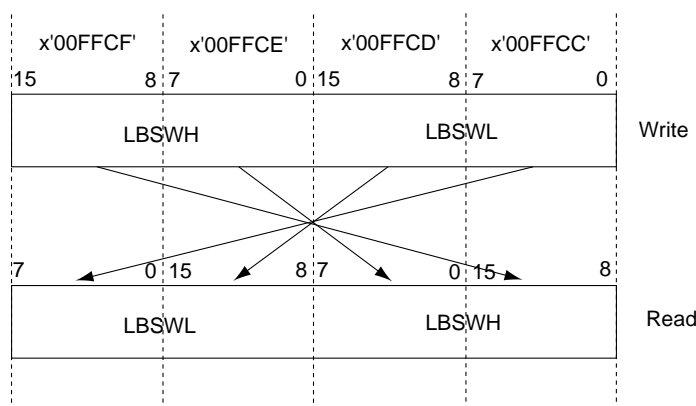 x'00FFCF' x'00FFCE' x'00FFCD' x'00FFCC'
15 8 7 0 15 8 7 0
LBSWH LBSWL Write
7 0 15 8 7 0 15 8
LBSWL LBSWH Read